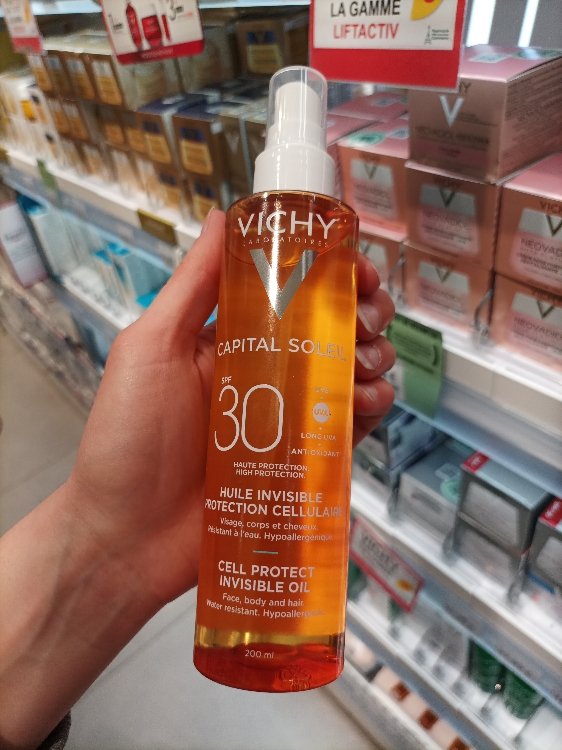 LA GAMME
LIFTACTIV
VICHY
LABORATOIRES
CAPITAL SOLEIL
SPF
30
UVA
LONG UVA
ANTIOXIDANT
HAUTE PROTECTION.
HIGH PROTECTION.
HUILE INVISIBLE
PROTECTION CELLULAIRE
Visage, corps et cheveux.
Résistant à l'eau. Hypoallergénique.
CELL PROTECT
INVISIBLE OIL
Face, body and hair
Water resistant. Hypoallergenic.
200 ml
NEOVADIOL
VICHY